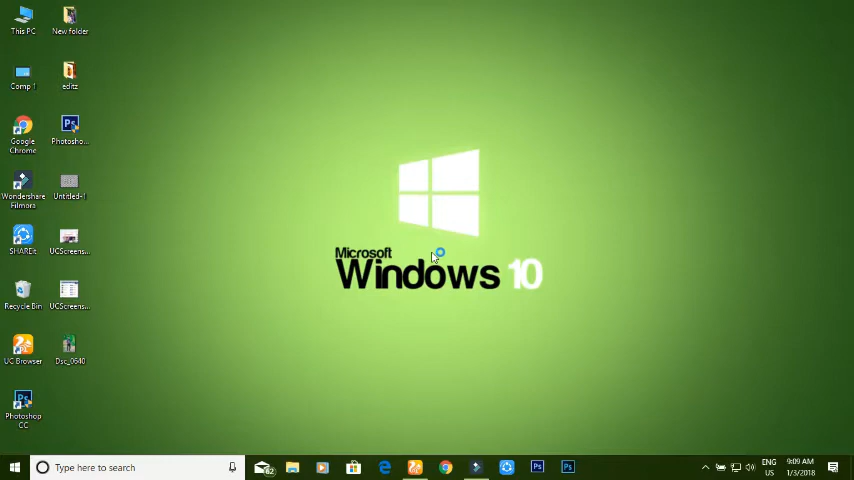 This PC
New folder
Comp 1
editz
Google
Chrome
Photosho...
Wondershare
Filmora
Untitled-1
SHAREit
UCScreens...
Recycle Bin
UCScreens...
UC Browser
Dsc_0640
Photoshop
CC
Microsoft
Windows 10
Type here to search
62
ENG
US
9:09 AM
1/3/2018